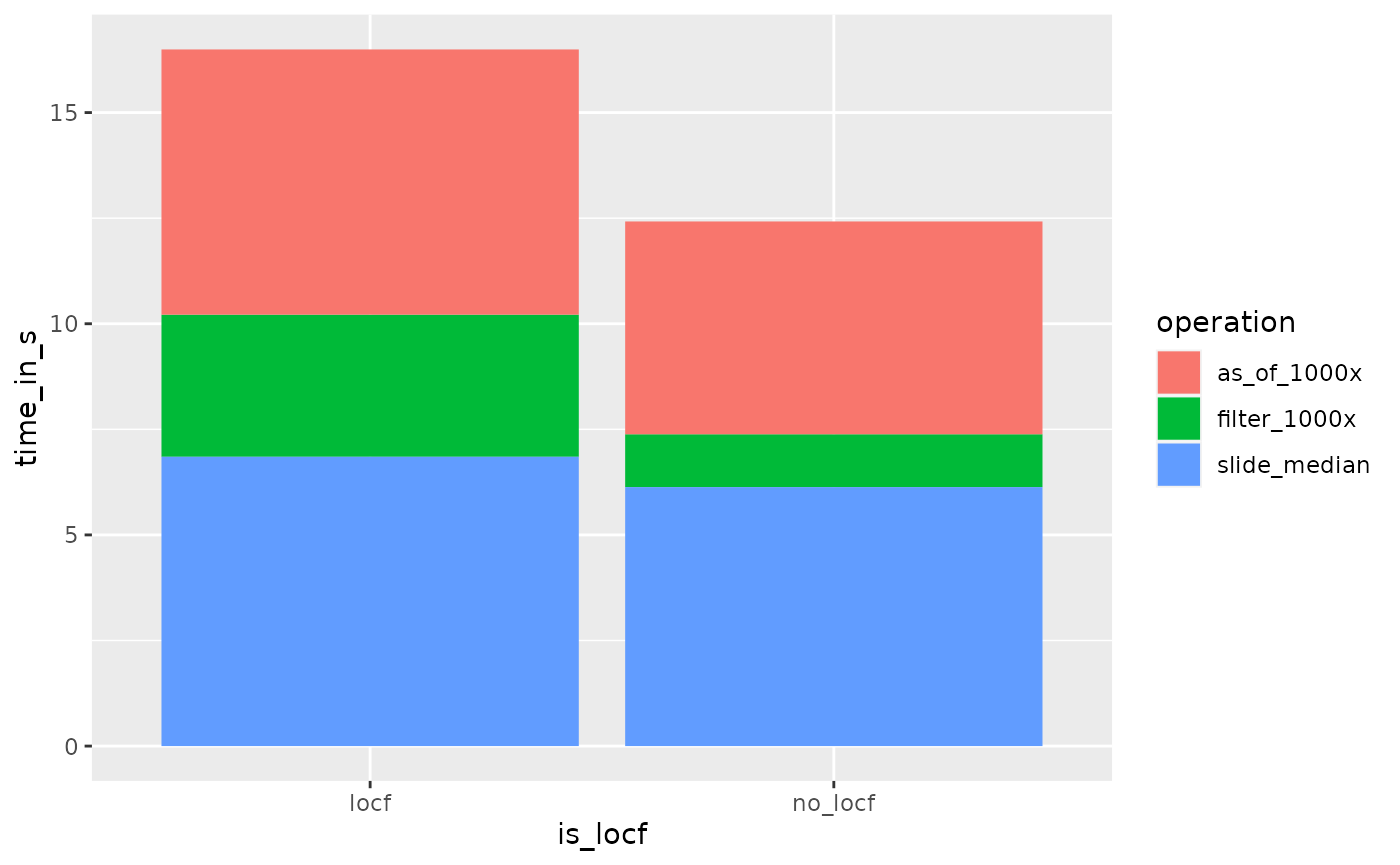 time_in_s
15
10
5
0
locf
no_locf
is_locf
operation
as_of_1000x
filter_1000x
slide_median